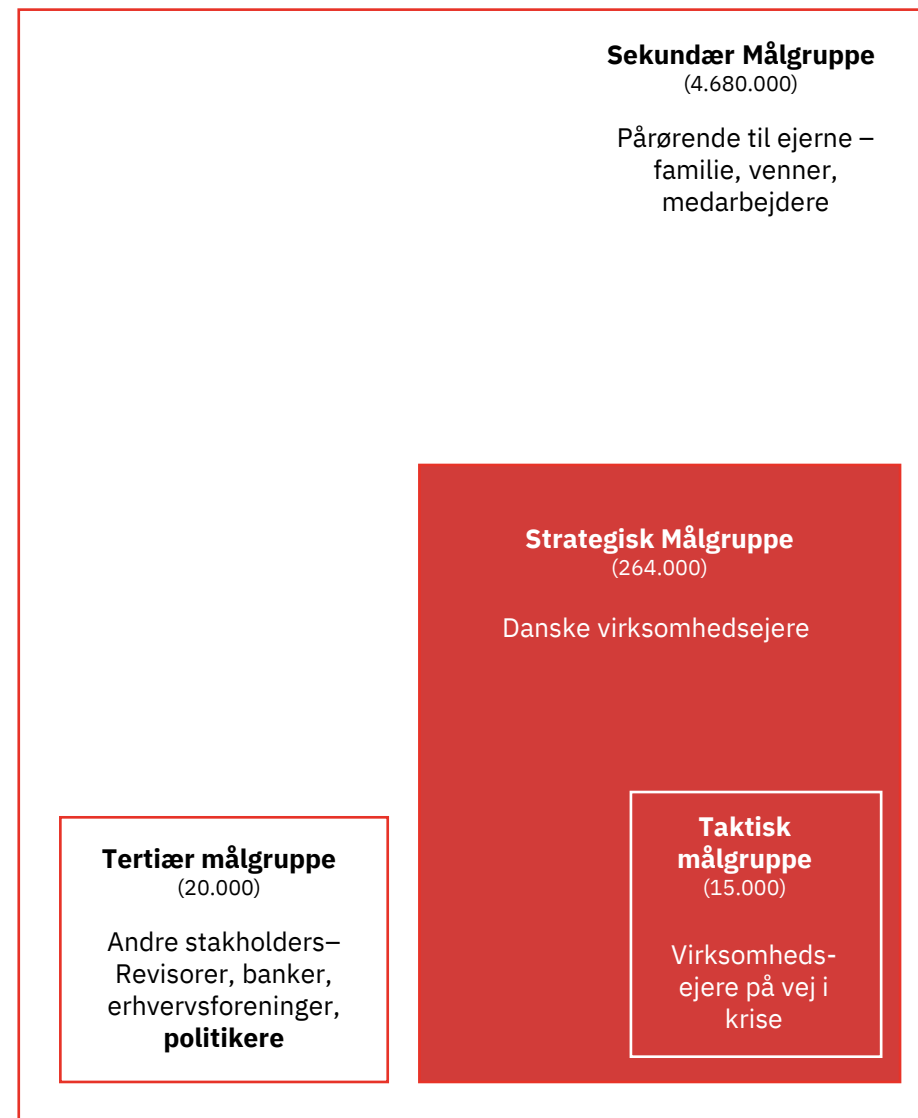 Sekundær Målgruppe
(4.680.000)
Pårørende til ejerne –
familie, venner,
medarbejdere
Strategisk Målgruppe
(264.000)
Danske virksomhedsejere
Tertiær målgruppe
(20.000)
Andre stakholders–
Revisorer, banker,
erhvervsforeninger,
politikere
Taktisk
målgruppe
(15.000)
Virksomheds-
ejere på vej i
krise